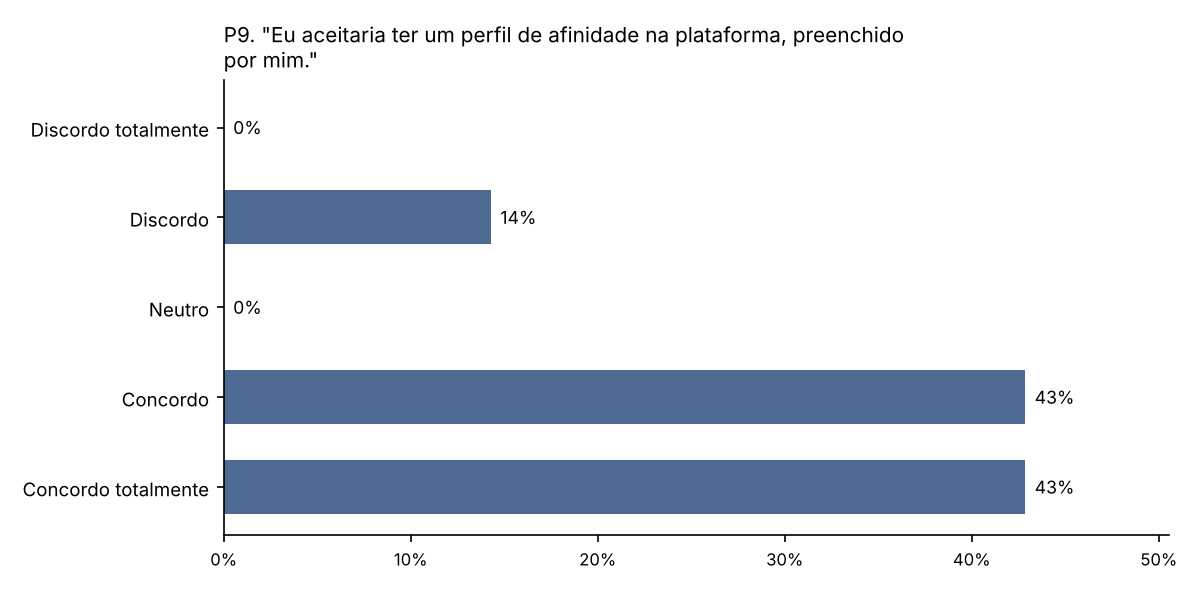 P9. "Eu aceitaria ter um perfil de afinidade na plataforma, preenchido
por mim."
Discordo totalmente 0%
Discordo 14%
Neutro 0%
Concordo 43%
Concordo totalmente 43%
0% 10% 20% 30% 40% 50%